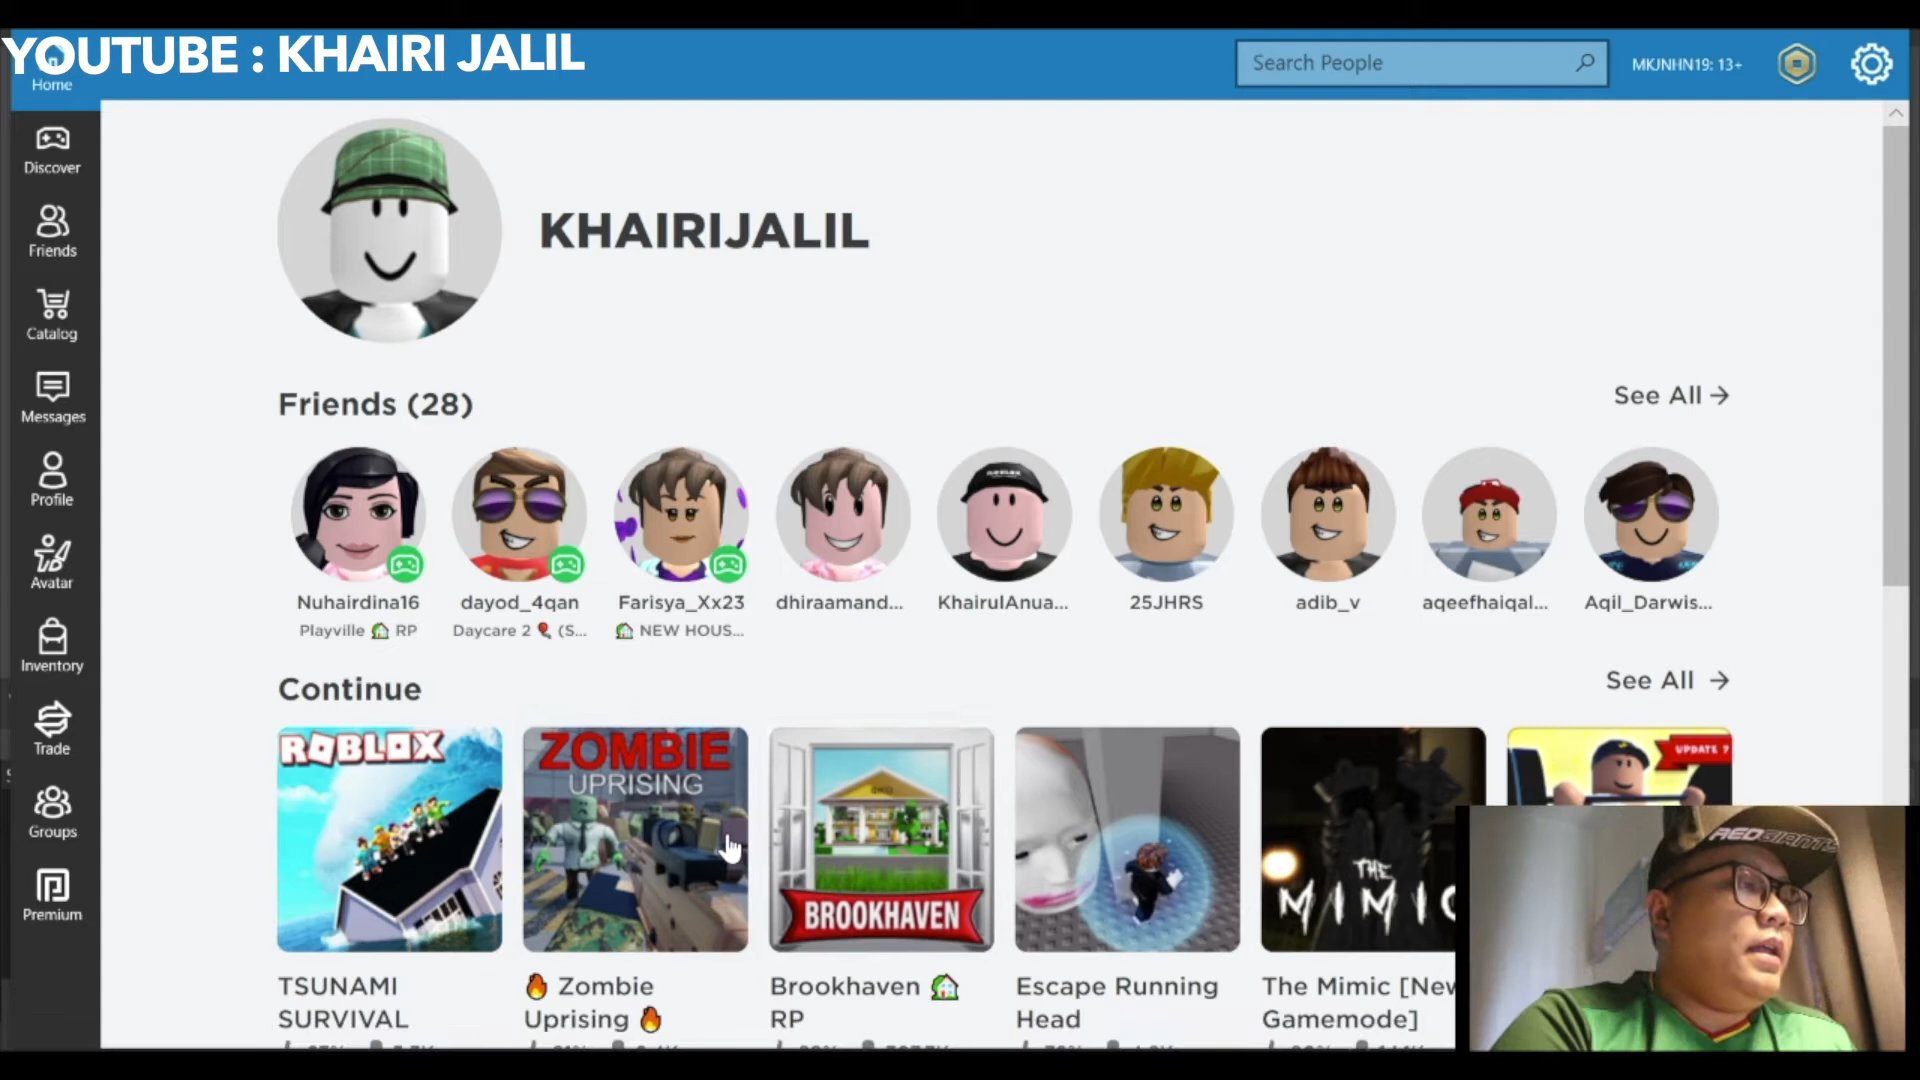 YOUTUBE : KHAIRI JALIL
Search People
MKJNHN19: 13+
Home
Discover
Friends
Catalog
Messages
Profile
Avatar
Inventory
Trade
Groups
Premium
KHAIRIJALIL
Friends (28)
See All →
Nuhairdina16
Playville 🏠 RP
dayod_4qan
Daycare 2 🎈 (S...
Farisya_Xx23
🏠 NEW HOUS...
dhiraamand...
KhairulAnua...
25JHRS
adib_v
aqeefhaiqal...
Aqil_Darwis...
Continue
See All →
ROBLOX
ZOMBIE
UPRISING
BROOKHAVEN
THE
MIMIC
UPDATE 7
TSUNAMI
SURVIVAL
🔥 Zombie
Uprising 🔥
Brookhaven 🏠
RP
Escape Running
Head
The Mimic [New
Gamemode]
REDGIANTS